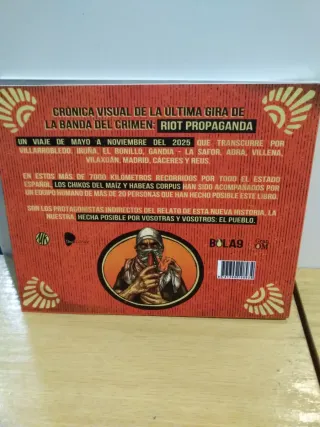 CRÓNICA VISUAL DE LA ÚLTIMA GIRA DE
LA BANDA DEL CRIMEN: RIOT PROPAGANDA
UN VIAJE DE MAYO A NOVIEMBRE DEL 2025 QUE TRANSCURRE POR
VILLARROBLEDO, IRUÑA, EL BONILLO, GANDIA - LA SAFOR, ABRA, VILLENA
VILAXUÁN, MADRID, CÁCERES Y REUS.
EN ESTOS MÁS DE 7000 KILÓMETROS RECORRIDOS POR TODO EL ESTADO
ESPAÑOL, LOS CHIKOS DEL MAÍZ Y HABEAS CORPUS HAN SIDO ACOMPAÑADOS POR
UN EQUIPO HUMANO DE MÁS DE 20 PERSONAS QUE HAN HECHO POSIBLE ESTE LIBRO.
SON LOS PROTAGONISTAS INDIRECTOS DEL RELATO DE ESTA NUEVA HISTORIA, LA
NUESTRA, HECHA POSIBLE POR VOSOTRAS Y VOSOTROS: EL PUEBLO.
BOLA9